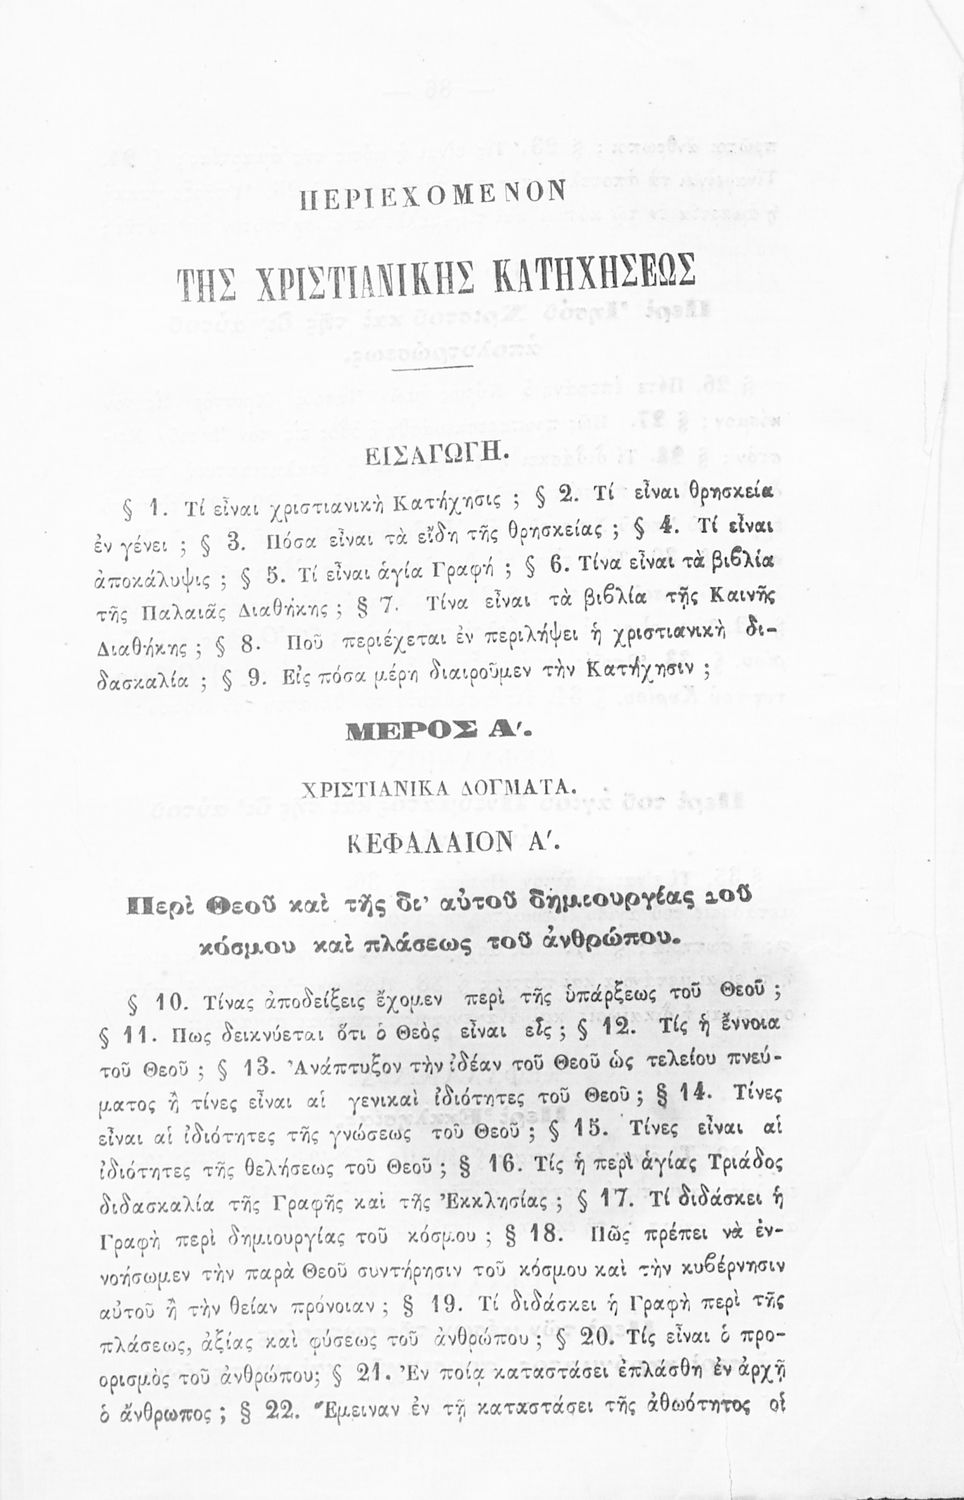 ΠΕΡΙΕΧΟΜΕΝΟΝ
ΤΗΣ ΧΡΙΣΤΙΑΝΙΚΗΣ ΚΑΤΗΧΗΣΕΩΣ
ΕΙΣΑΓΩΓΗ.
§ 1. Τί εἶναι χριστιανικὴ Κατήχησις ; § 2. Τί εἶναι θρησκεία
ἐν γένει ; § 3. Πόσα εἶναι τὰ εἴδη τῆς θρησκείας ; § 4. Τί εἶναι
ἀποκάλυψις ; § 5. Τί εἶναι ἁγία Γραφή ; § 6. Τίνα εἶναι τὰ βιϐλία
τῆς Παλαιᾶς Διαθήκης ; § 7. Τίνα εἶναι τὰ βιϐλία τῆς Καινῆς
Διαθήκης ; § 8. Ποῦ περιέχεται ἐν περιλήψει ἡ χριστιανικὴ δι-
δασκαλία ; § 9. Εἰς πόσα μέρη διαιροῦμεν τὴν Κατήχησιν ;
ΜΕΡΟΣ Α΄.
ΧΡΙΣΤΙΑΝΙΚΑ ΔΟΓΜΑΤΑ.
ΚΕΦΑΛΑΙΟΝ Α΄.
Περὶ Θεοῦ καὶ τῆς δι' αὐτοῦ δημιουργίας τοῦ
κόσμου καὶ πλάσεως τοῦ ἀνθρώπου.
§ 10. Τίνας ἀποδείξεις ἔχομεν περὶ τῆς ὑπάρξεως τοῦ Θεοῦ ;
§ 11. Πως δεικνύεται ὅτι ὁ Θεὸς εἶναι εἷς ; § 12. Τίς ἡ ἔννοια
τοῦ Θεοῦ ; § 13. Ἀνάπτυξον τὴν ἰδέαν τοῦ Θεοῦ ὡς τελείου πνεύ-
ματος ἢ τίνες εἶναι αἱ γενικαὶ ἰδιότητες τοῦ Θεοῦ ; § 14. Τίνες
εἶναι αἱ ἰδιότητες τῆς γνώσεως τοῦ Θεοῦ ; § 15. Τίνες εἶναι αἱ
ἰδιότητες τῆς θελήσεως τοῦ Θεοῦ ; § 16. Τίς ἡ περὶ ἁγίας Τριάδος
διδασκαλία τῆς Γραφῆς καὶ τῆς Ἐκκλησίας ; § 17. Τί διδάσκει ἡ
Γραφὴ περὶ δημιουργίας τοῦ κόσμου ; § 18. Πῶς πρέπει νὰ ἐν-
νοήσωμεν τὴν παρὰ Θεοῦ συντήρησιν τοῦ κόσμου καὶ τὴν κυϐέρνησιν
αὐτοῦ ἢ τὴν θείαν πρόνοιαν ; § 19. Τί διδάσκει ἡ Γραφὴ περὶ τῆς
πλάσεως, ἀξίας καὶ φύσεως τοῦ ἀνθρώπου ; § 20. Τίς εἶναι ὁ προ-
ορισμὸς τοῦ ἀνθρώπου; § 21. Ἐν ποίᾳ καταστάσει ἐπλάσθη ἐν ἀρχῇ
ὁ ἄνθρωπος ; § 22. Ἔμειναν ἐν τῇ καταστάσει τῆς ἀθωότητος οἱ